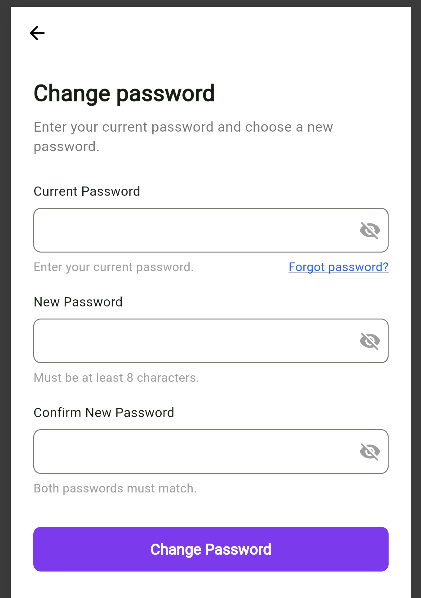 Change password
Enter your current password and choose a new
password.
Current Password
Enter your current password.
Forgot password?
New Password
Must be at least 8 characters.
Confirm New Password
Both passwords must match.
Change Password